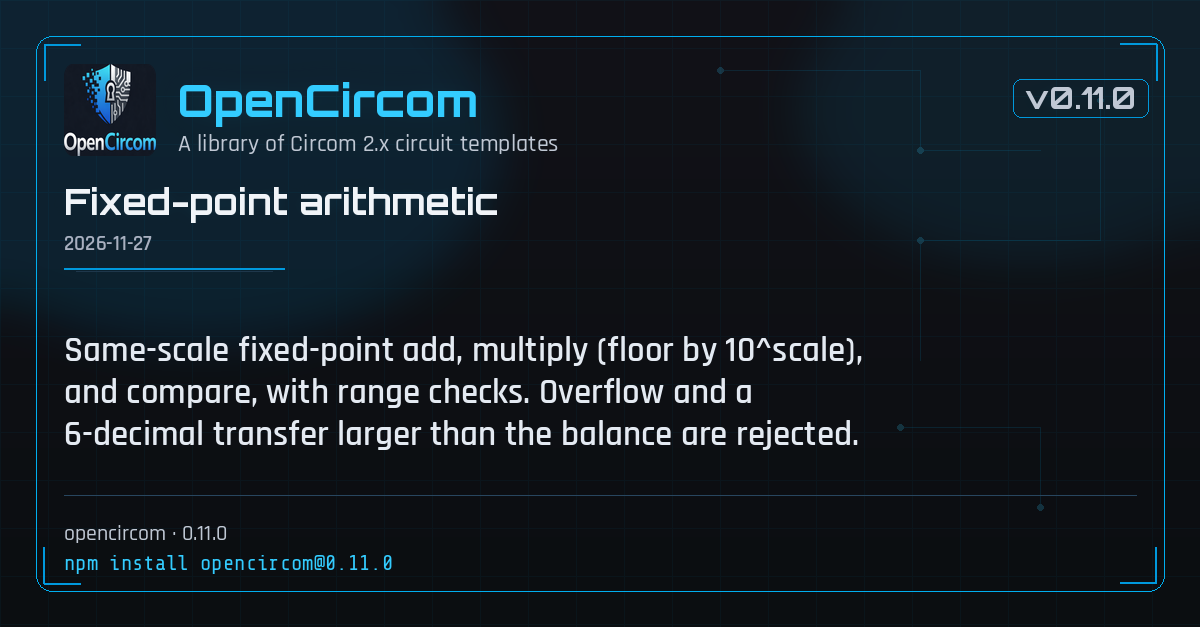 OpenCircom
OpenCircom
A library of Circom 2.x circuit templates
v0.11.0
Fixed-point arithmetic
2026-11-27
Same-scale fixed-point add, multiply (floor by 10^scale),
and compare, with range checks. Overflow and a
6-decimal transfer larger than the balance are rejected.
opencircom · 0.11.0
npm install opencircom@0.11.0